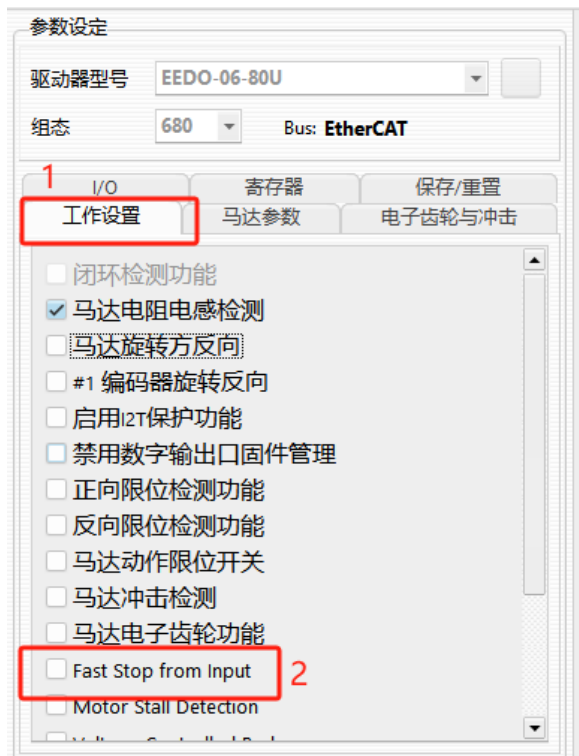 参数设定
驱动器型号 EEDO-06-80U
组态 680 Bus: EtherCAT
1
I/O 寄存器 保存/重置
工作设置 马达参数 电子齿轮与冲击
闭环检测功能
马达电阻电感检测
马达旋转方反向
#1 编码器旋转反向
启用I2T保护功能
禁用数字输出口固件管理
正向限位检测功能
反向限位检测功能
马达动作限位开关
马达冲击检测
马达电子齿轮功能
Fast Stop from Input 2
Motor Stall Detection